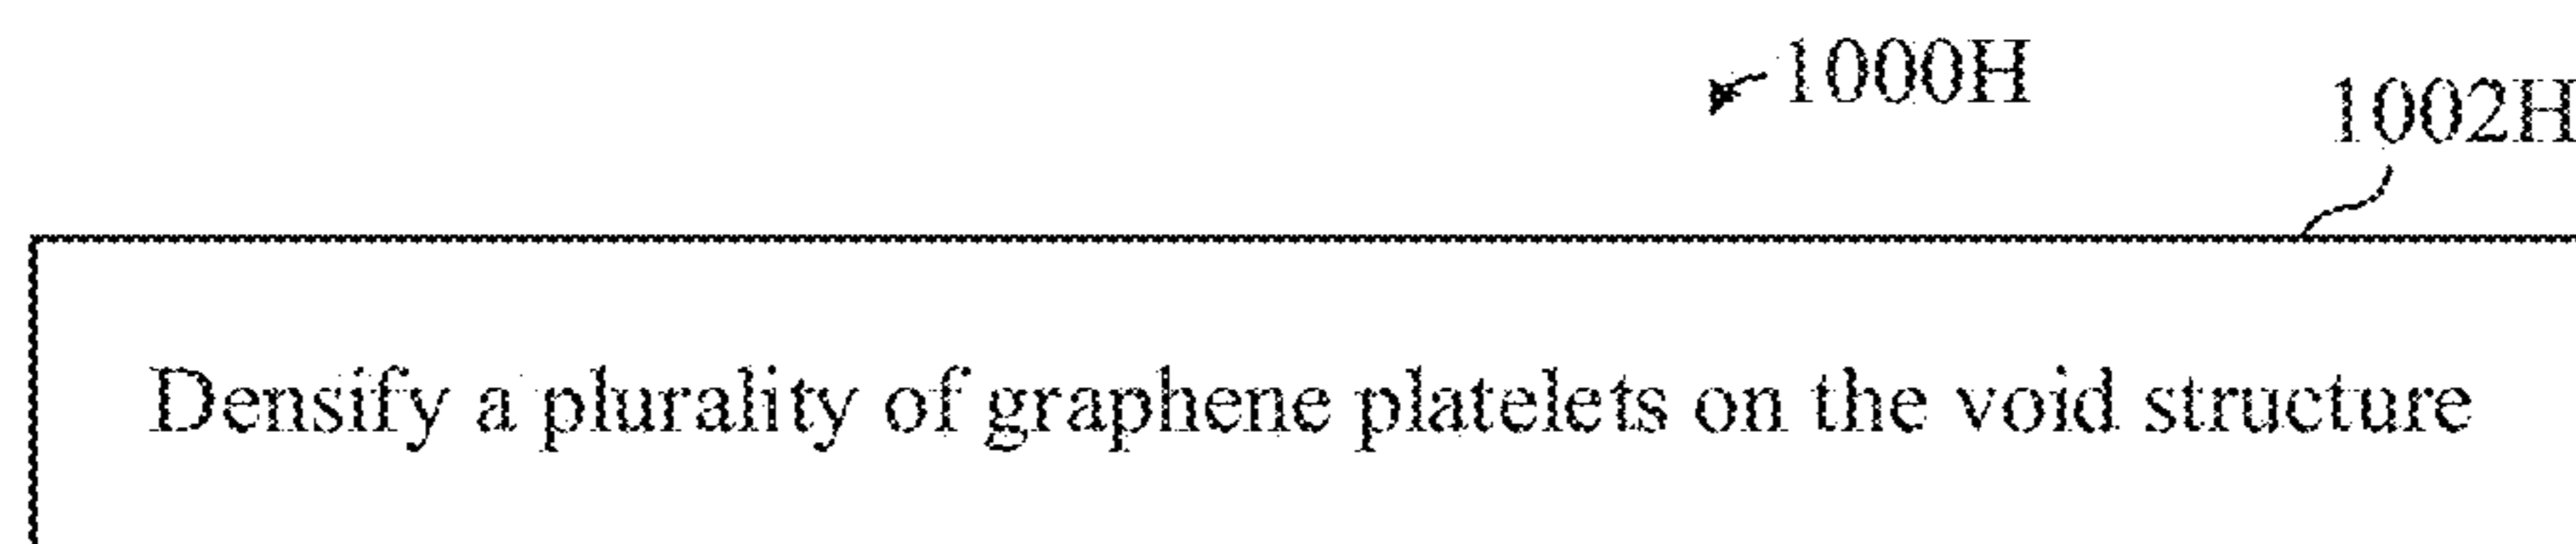 1000H
1002H
Densify a plurality of graphene platelets on the void structure